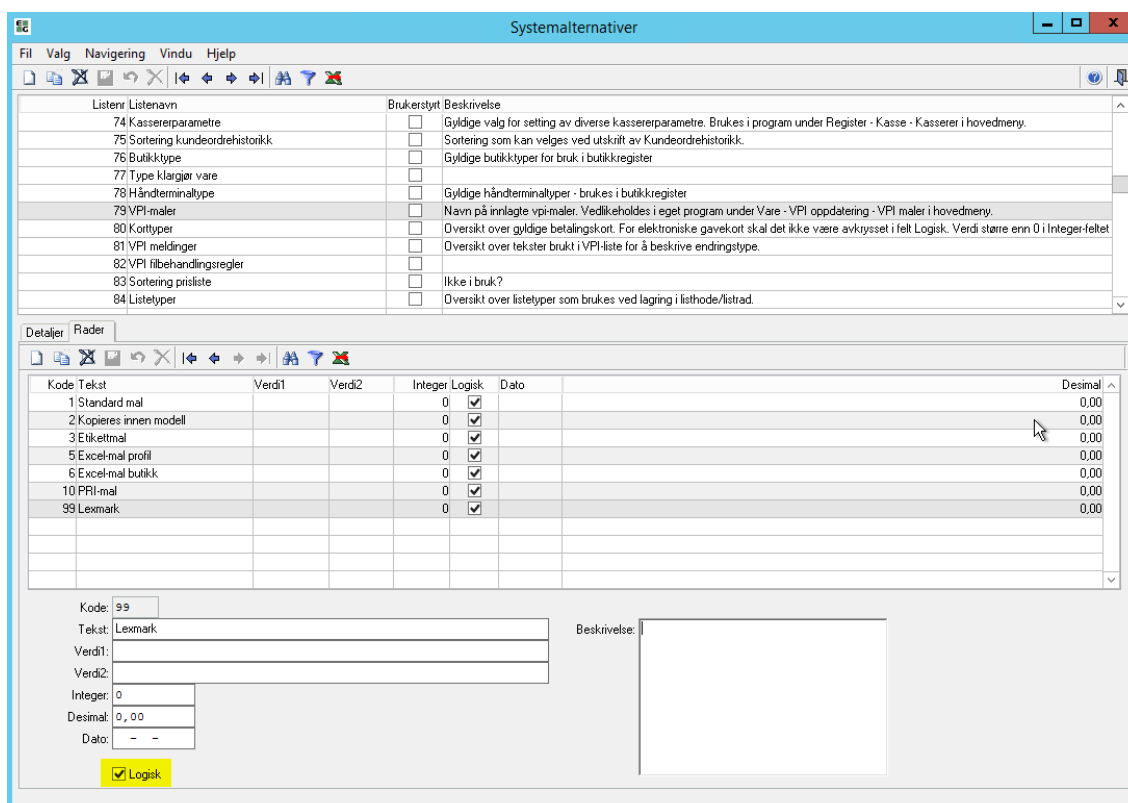 Systemalternativer
Fil Valg Navigering Vindu Hjelp
Listenr Listenavn Brukerstyrt Beskrivelse
74 Kassererparametre Gyldige valg for setting av diverse kassererparametre. Brukes i program under Register - Kasse - Kasserer i hovedmeny.
75 Sortering kundeordrehistorikk Sortering som kan velges ved utskrift av Kundeordrehistorikk.
76 Butikktype Gyldige butikktyper for bruk i butikkregister
77 Type klargjør vare
78 Håndterminaltype Gyldige håndterminaltyper - brukes i butikkregister
79 VPI-maler Navn på innlagte vpi-maler. Vedlikeholdes i eget program under Vare - VPI oppdatering - VPI maler i hovedmeny.
80 Korttyper Oversikt over gyldige betalingskort. For elektroniske gavekort skal det ikke være avkrysset i felt Logisk. Verdi større enn 0 i Integer-feltet
81 VPI meldinger Oversikt over tekster brukt i VPI-liste for å beskrive endringstype.
82 VPI filbehandlingsregler
83 Sortering prisliste Ikke i bruk?
84 Listetyper Oversikt over listetyper som brukes ved lagring i listhode/listrad.
Detaljer Rader
Kode Tekst Verdi1 Verdi2 Integer Logisk Dato Desimal
1 Standard mal 0 0,00
2 Kopieres innen modell 0 0,00
3 Etikettmal 0 0,00
5 Excel-mal profil 0 0,00
6 Excel-mal butikk 0 0,00
10 PRI-mal 0 0,00
99 Lexmark 0 0,00
Kode: 99
Tekst: Lexmark Beskrivelse:
Verdi1:
Verdi2:
Integer: 0
Desimal: 0,00
Dato: - -
Logisk